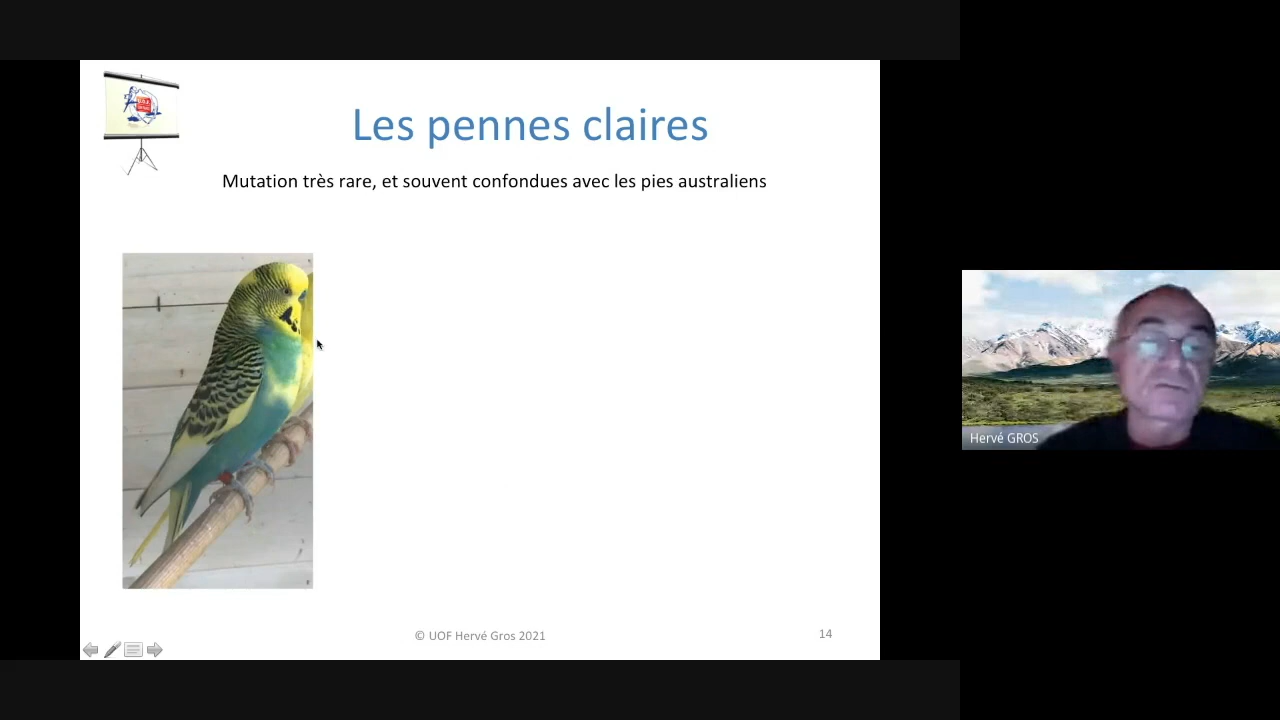 Les pennes claires
Mutation très rare, et souvent confondues avec les pies australiens
Hervé GROS
© UOF Hervé Gros 2021
14